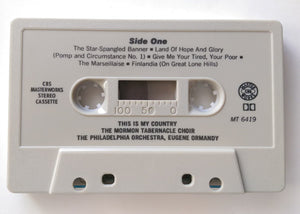 Side One
The Star-Spangled Banner ▪ Land Of Hope And Glory
(Pomp and Circumstance No. 1) ▪ Give Me Your Tired, Your Poor ▪
The Marseillaise ▪ Finlandia (On Great Lone Hills)
CBS
MASTERWORKS
STEREO
CASSETTE
100 50 0
MT 6419
THIS IS MY COUNTRY
THE MORMON TABERNACLE CHOIR
THE PHILADELPHIA ORCHESTRA, EUGENE ORMANDY